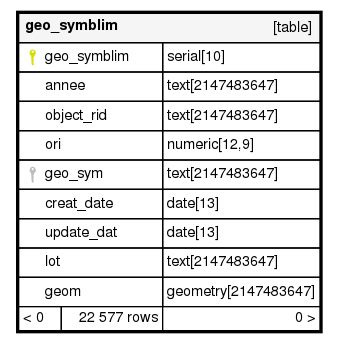 geo_symblim [table]
geo_symblim serial[10]
annee text[2147483647]
object_rid text[2147483647]
ori numeric[12,9]
geo_sym text[2147483647]
creat_date date[13]
update_dat date[13]
lot text[2147483647]
geom geometry[2147483647]
< 0 22 577 rows 0 >